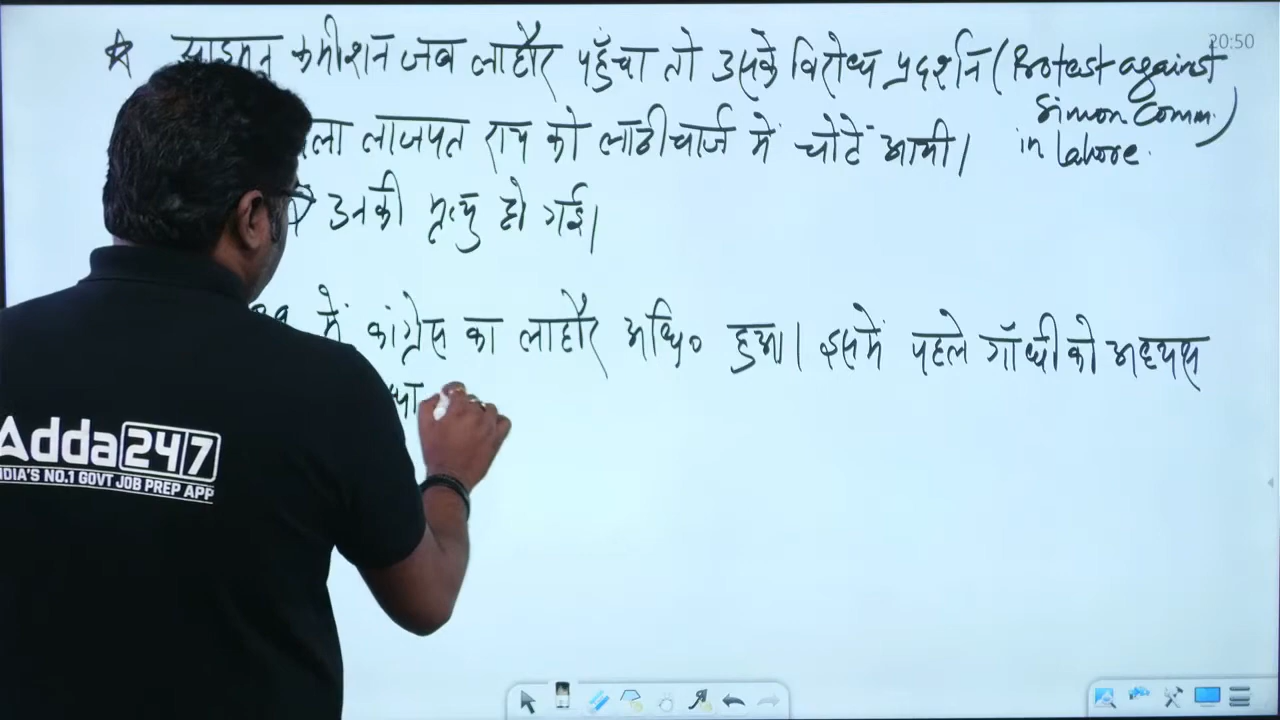 20:50
★ साइमन कमीशन जब लाहौर पहुँचा तो उसके विरोध प्रदर्शन (Protest against
Simon Comm.)
in Lahore.
लाजपत राय को लाठीचार्ज में चोटें आयी।
उनकी मृत्यु हो गई।
में कांग्रेस का लाहौर अधि० हुआ। इसमें पहले गाँधी को अध्यक्ष
Adda247
INDIA'S NO.1 GOVT JOB PREP APP